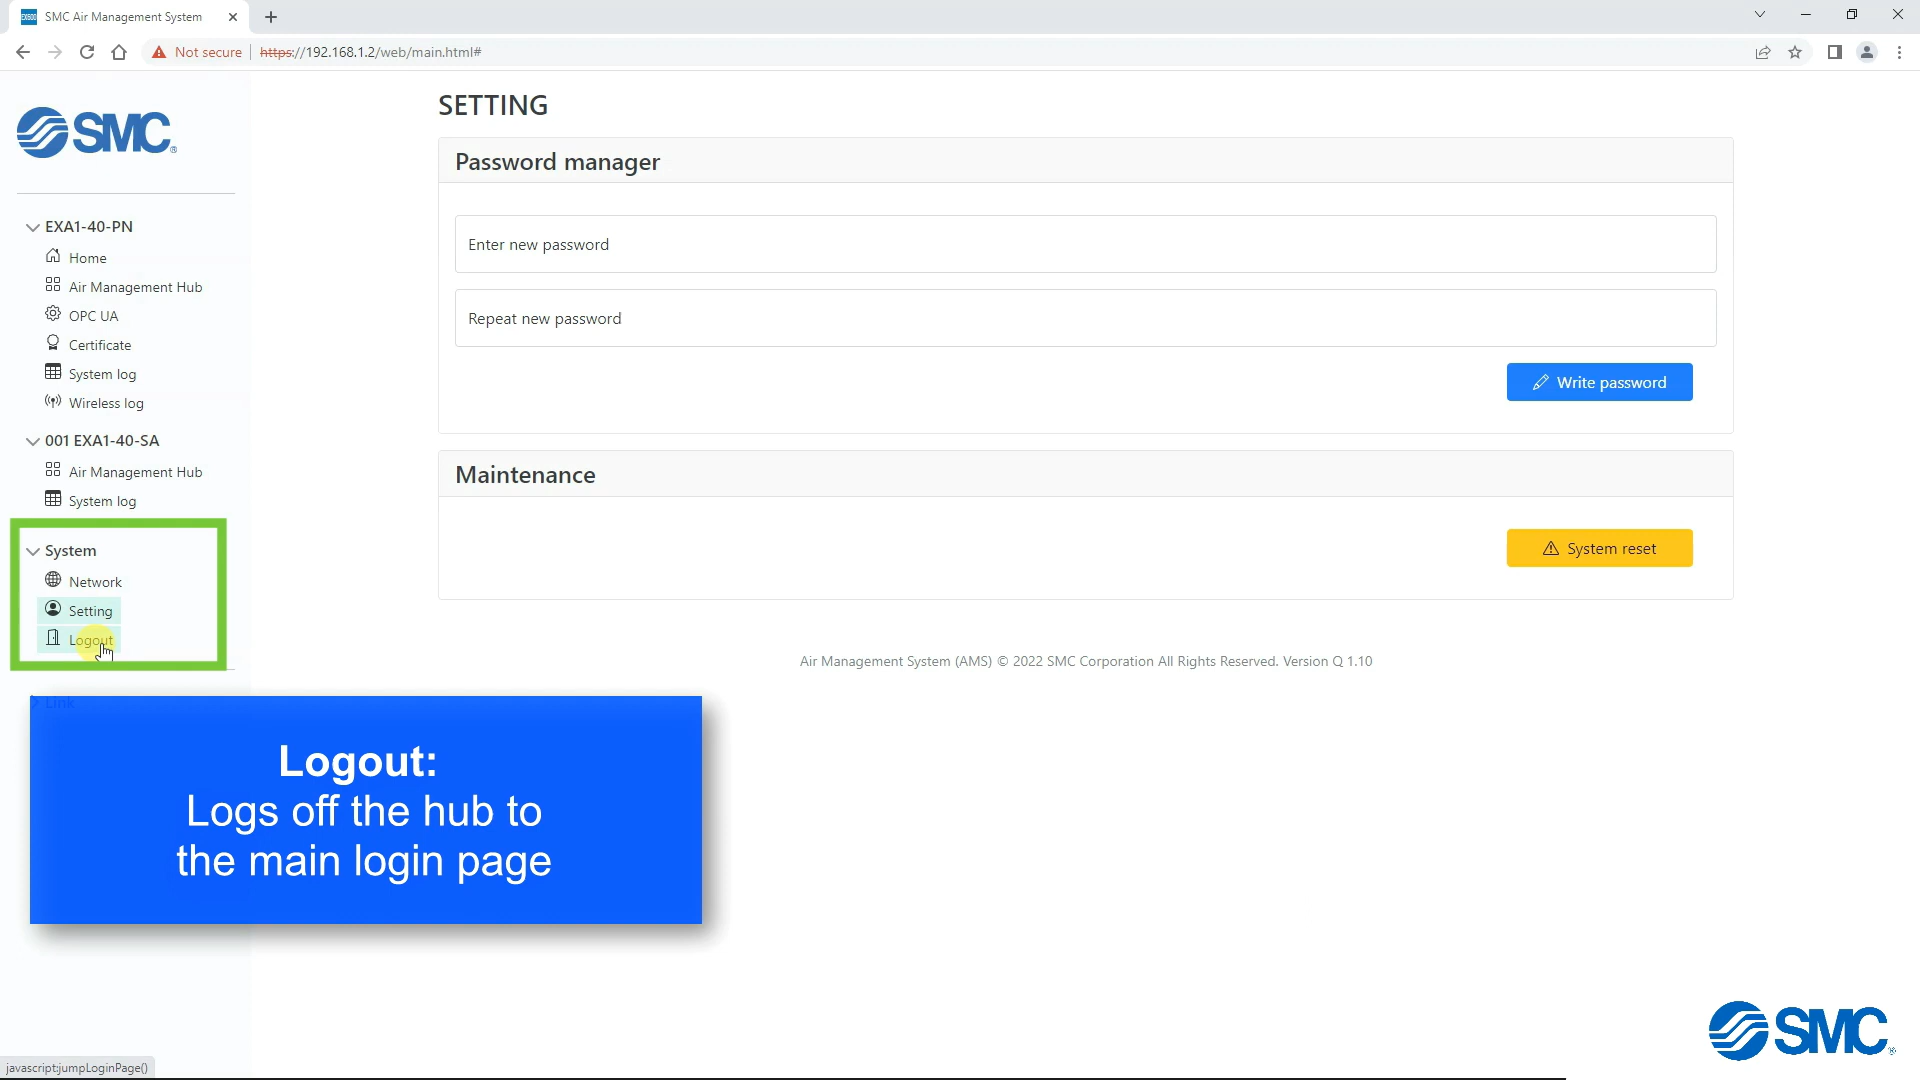 SMC Air Management System
Not secure
https://192.168.1.2/web/main.html#
SMC
EXA1-40-PN
Home
Air Management Hub
OPC UA
Certificate
System log
Wireless log
001 EXA1-40-SA
Air Management Hub
System log
System
Network
Setting
Logout
Link
SETTING
Password manager
Enter new password
Repeat new password
Write password
Maintenance
System reset
Air Management System (AMS) © 2022 SMC Corporation All Rights Reserved. Version Q 1.10
Logout:
Logs off the hub to
the main login page
SMC
javascript:jumpLoginPage()